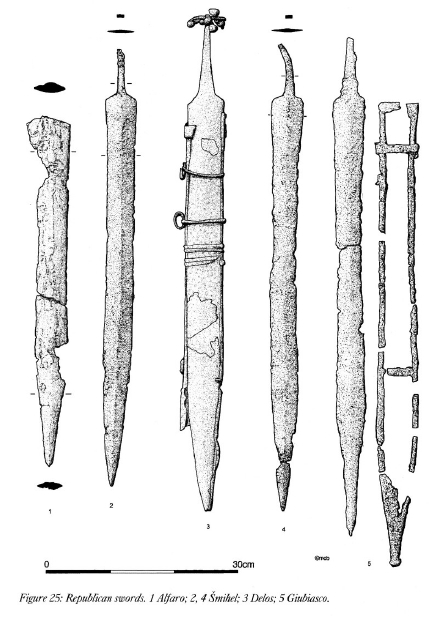 1
2
3
4
©mcb
5
0
30cm
Figure 25: Republican swords. 1 Alfaro; 2, 4 Šmihel; 3 Delos; 5 Giubiasco.